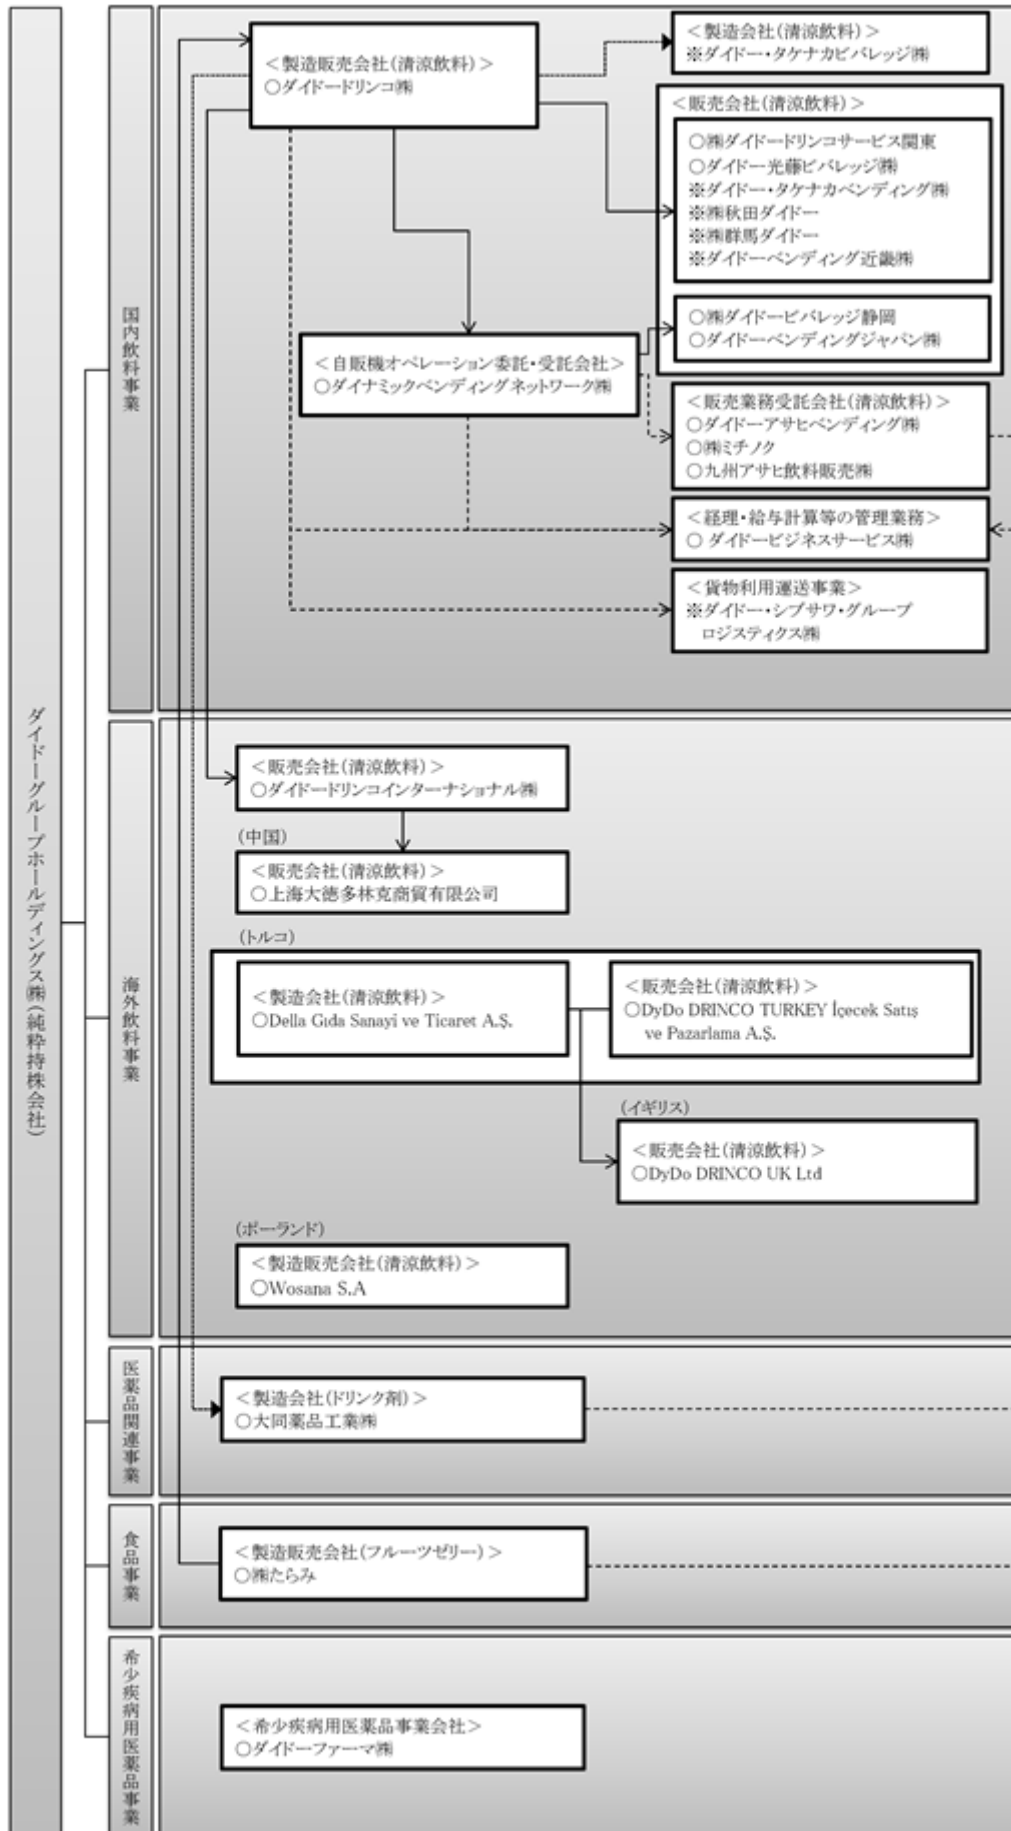 ダイドーグループホールディングス㈱(純粋持株会社)
国内飲料事業
<製造販売会社(清涼飲料)>
○ダイドードリンコ㈱
<製造会社(清涼飲料)>
※ダイドー・タケナカビバレッジ㈱
<販売会社(清涼飲料)>
○㈱ダイドードリンコサービス関東
○ダイドー光藤ビバレッジ㈱
※ダイドー・タケナカベンディング㈱
※㈱秋田ダイドー
※㈱群馬ダイドー
※ダイドーベンディング近畿㈱
○㈱ダイドービバレッジ静岡
○ダイドーベンディングジャパン㈱
<自販機オペレーション委託・受託会社>
○ダイナミックベンディングネットワーク㈱
<販売業務受託会社(清涼飲料)>
○ダイドーアサヒベンディング㈱
○㈱ミチノク
○九州アサヒ飲料販売㈱
<経理・給与計算等の管理業務>
○ ダイドービジネスサービス㈱
<貨物利用運送事業>
※ダイドー・シブサワ・グループ
ロジスティクス㈱
海外飲料事業
<販売会社(清涼飲料)>
○ダイドードリンコインターナショナル㈱
(中国)
<販売会社(清涼飲料)>
○上海大徳多林克商貿有限公司
(トルコ)
<製造会社(清涼飲料)>
○Della Gıda Sanayi ve Ticaret A.Ş.
<販売会社(清涼飲料)>
○DyDo DRINCO TURKEY İçecek Satış
ve Pazarlama A.Ş.
(イギリス)
<販売会社(清涼飲料)>
○DyDo DRINCO UK Ltd
(ポーランド)
<製造販売会社(清涼飲料)>
○Wosana S.A
医薬品関連事業
<製造会社(ドリンク剤)>
○大同薬品工業㈱
食品事業
<製造販売会社(フルーツゼリー)>
○㈱たらみ
希少疾病用医薬品事業
<希少疾病用医薬品事業会社>
○ダイドーファーマ㈱